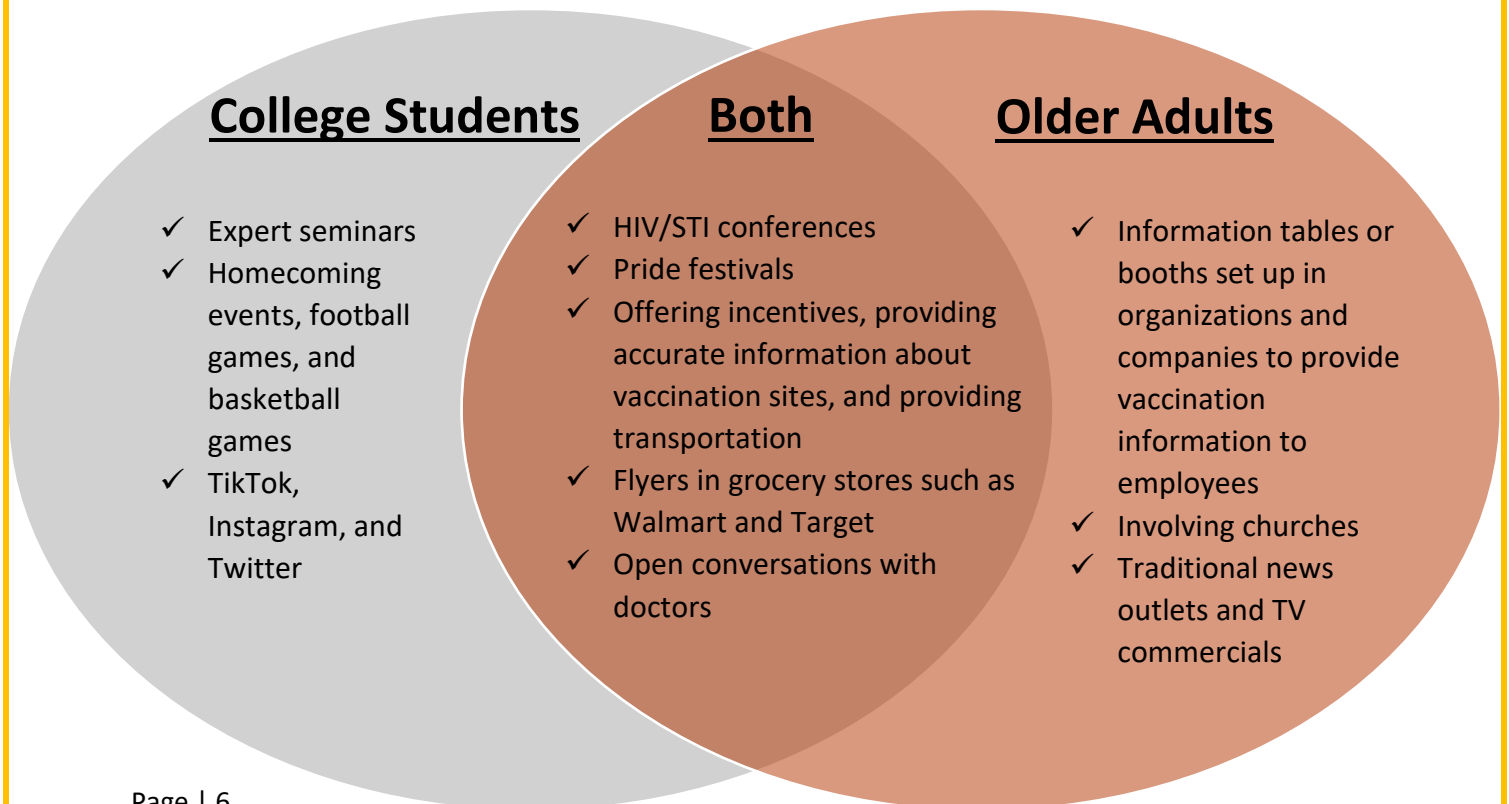 College Students
✓ Expert seminars
✓ Homecoming
events, football
games, and
basketball
games
✓ TikTok,
Instagram, and
Twitter
Both
✓ HIV/STI conferences
✓ Pride festivals
✓ Offering incentives, providing
accurate information about
vaccination sites, and providing
transportation
✓ Flyers in grocery stores such as
Walmart and Target
✓ Open conversations with
doctors
Older Adults
✓ Information tables or
booths set up in
organizations and
companies to provide
vaccination
information to
employees
✓ Involving churches
✓ Traditional news
outlets and TV
commercials
Page | 6